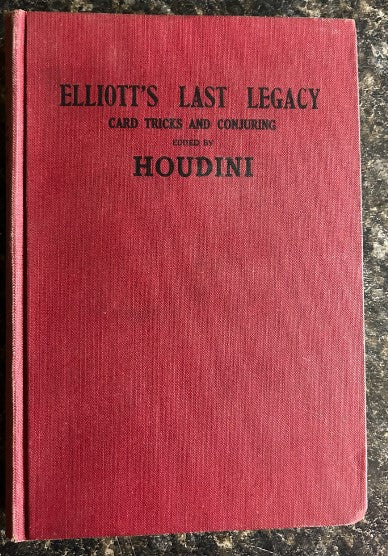 ELLIOTT'S LAST LEGACY
CARD TRICKS AND CONJURING
EDITED BY
HOUDINI